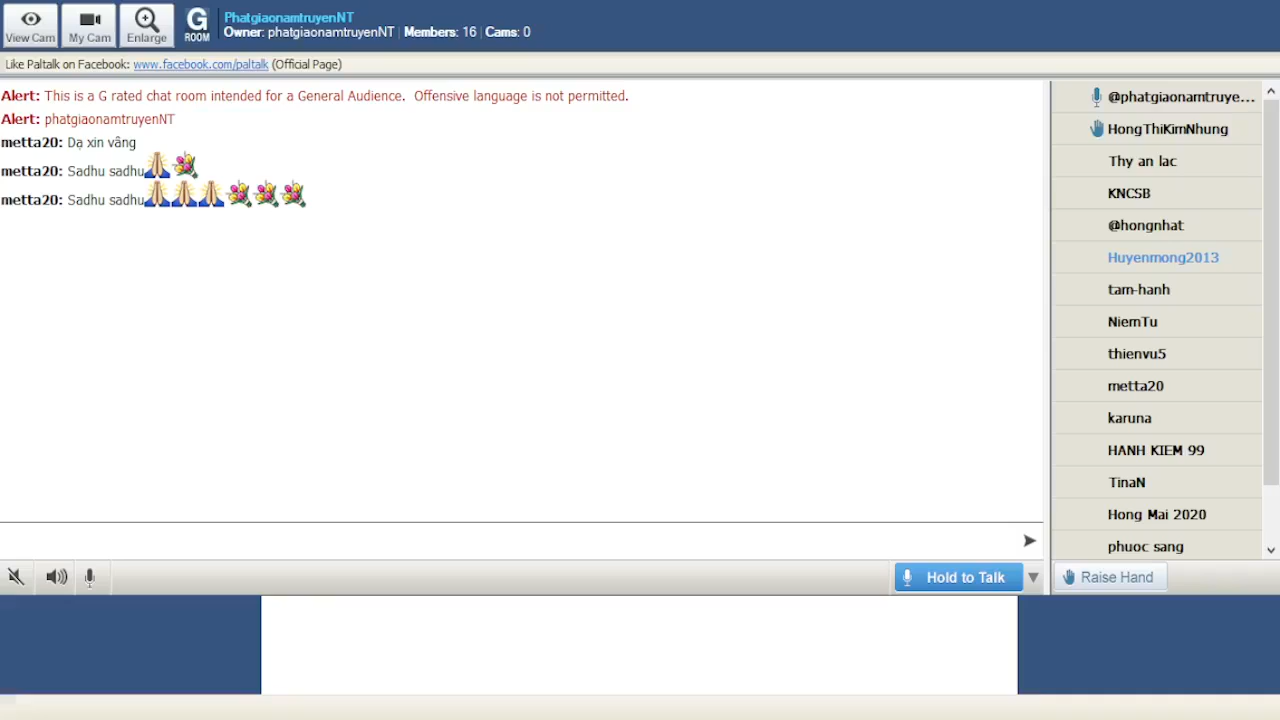 View Cam
My Cam
Enlarge
G
ROOM
PhatgiaonamtruyenNT
Owner: phatgiaonamtruyenNT | Members: 16 | Cams: 0
Like Paltalk on Facebook: www.facebook.com/paltalk (Official Page)
Alert: This is a G rated chat room intended for a General Audience. Offensive language is not permitted.
Alert: phatgiaonamtruyenNT
metta20: Dạ xin vâng
metta20: Sadhu sadhu
metta20: Sadhu sadhu
@phatgiaonamtruye...
HongThiKimNhung
Thy an lac
KNCSB
@hongnhat
Huyenmong2013
tam-hanh
NiemTu
thienvu5
metta20
karuna
HANH KIEM 99
TinaN
Hong Mai 2020
phuoc sang
Hold to Talk
Raise Hand